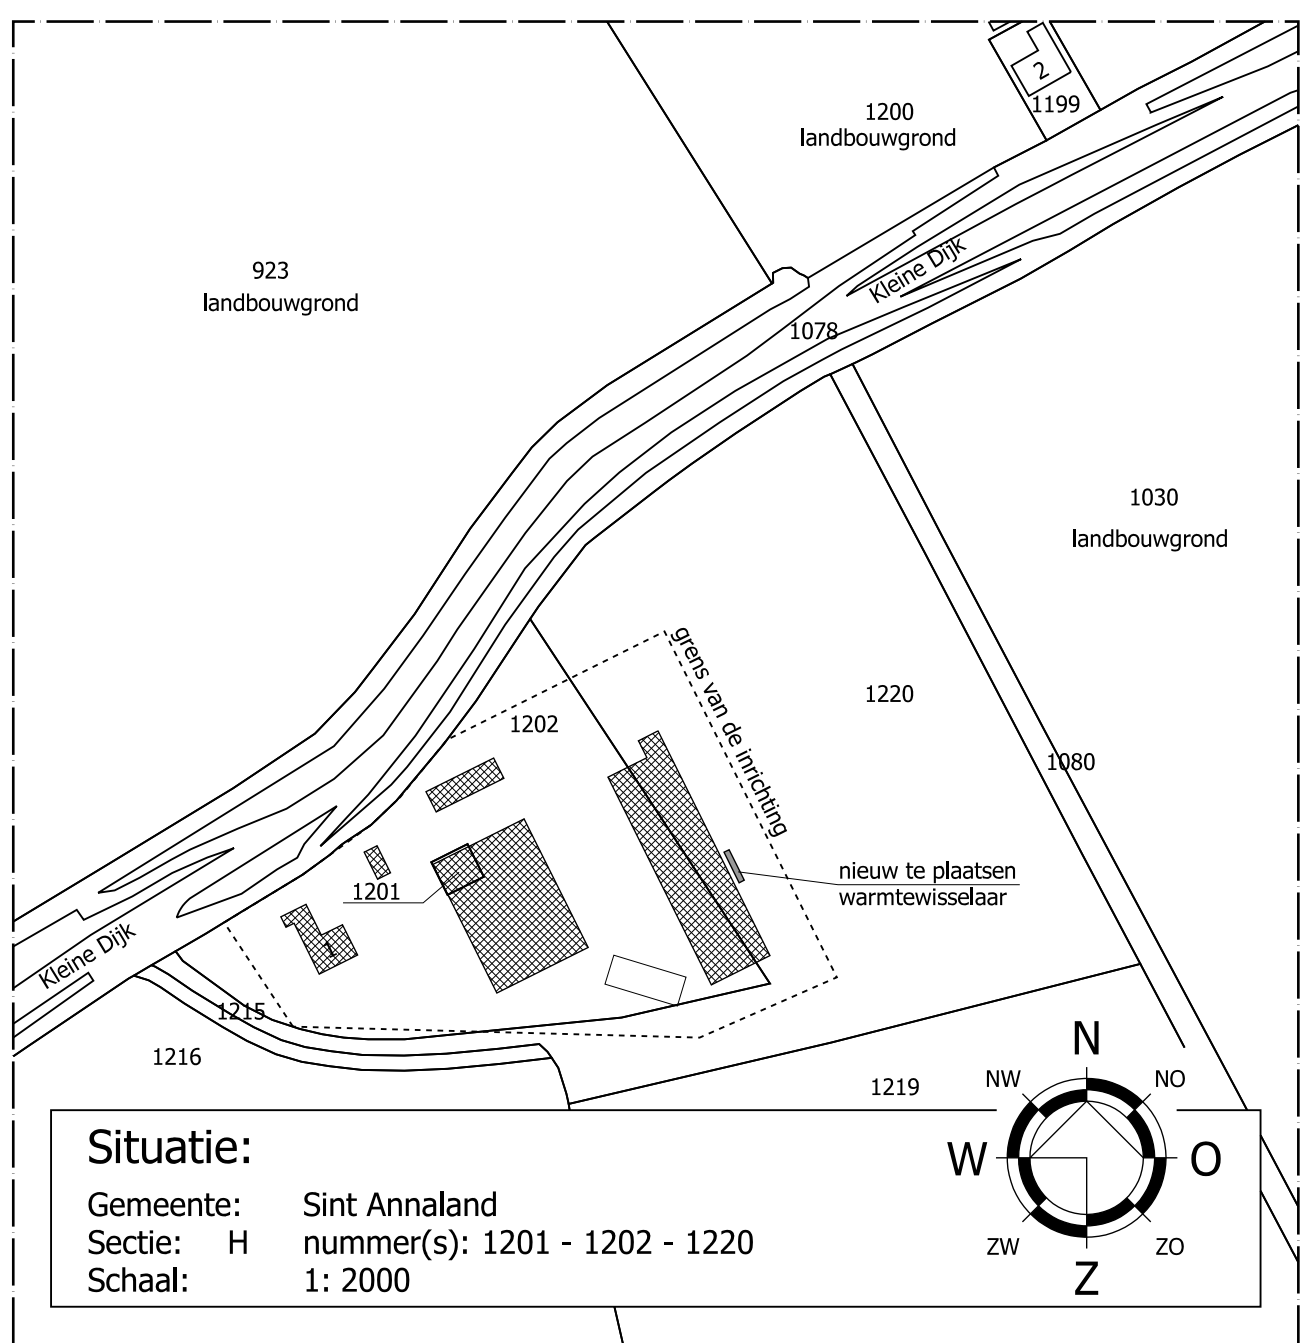 2
1199
1200
landbouwgrond
923
landbouwgrond
Kleine Dijk
1078
1030
landbouwgrond
grens van de inrichting
1220
1202
1080
nieuw te plaatsen
warmtewisselaar
1201
1
Kleine Dijk
1215
1216
1219
N
NW
NO
W
O
ZW
ZO
Z
Situatie:
Gemeente: Sint Annaland
Sectie: H nummer(s): 1201 - 1202 - 1220
Schaal: 1: 2000